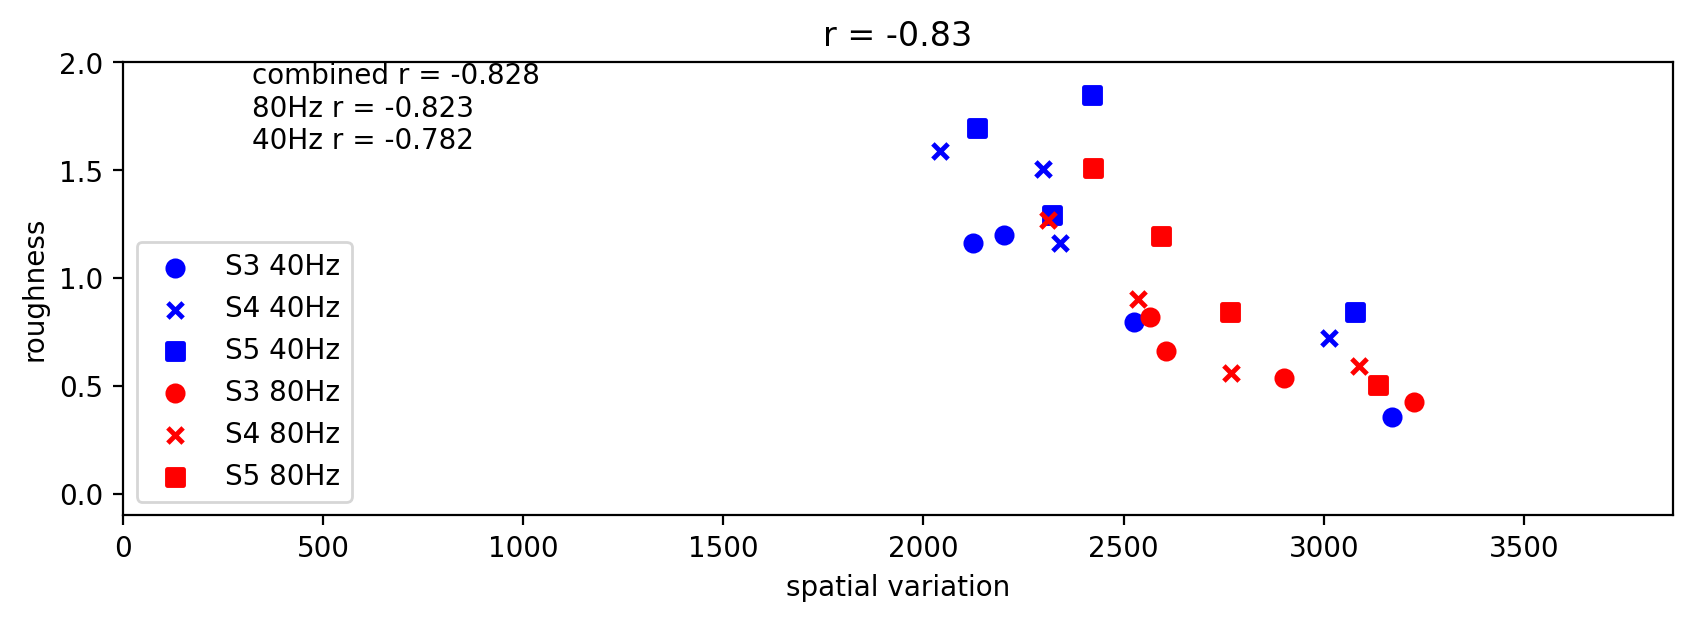 r = -0.83
combined r = -0.828
80Hz r = -0.823
40Hz r = -0.782
2.0
1.5
1.0
0.5
0.0
roughness
S3 40Hz
S4 40Hz
S5 40Hz
S3 80Hz
S4 80Hz
S5 80Hz
0 500 1000 1500 2000 2500 3000 3500
spatial variation